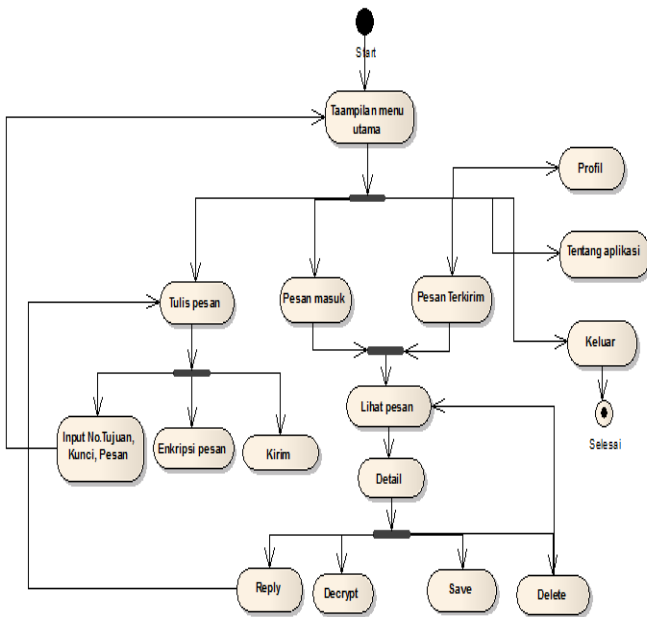 Start
Taampilan menu
utama
Profil
Tentang aplikasi
Tulis pesan
Pesan masuk
Pesan Terkirim
Keluar
Input No.Tujuan,
Kunci, Pesan
Enkripsi pesan
Kirim
Lihat pesan
Selesai
Detail
Reply
Decrypt
Save
Delete